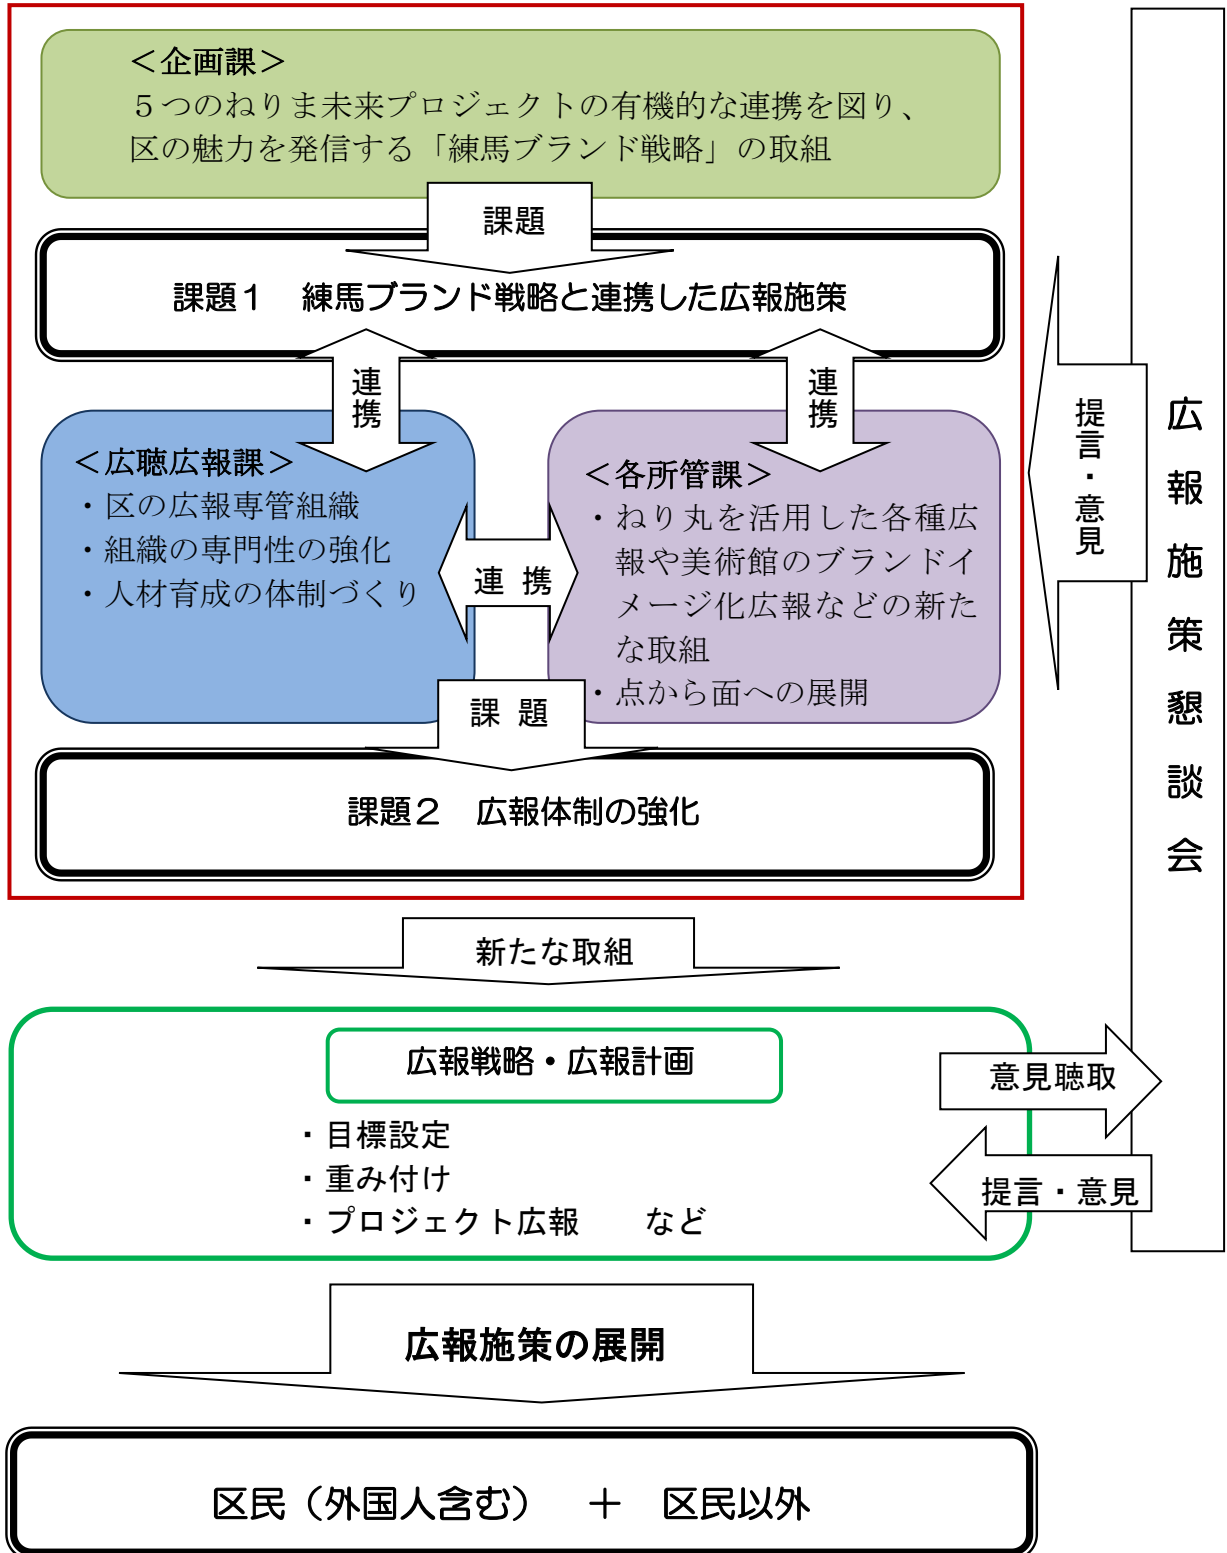 ＜企画課＞
５つのねりま未来プロジェクトの有機的な連携を図り、
区の魅力を発信する「練馬ブランド戦略」の取組
課題
課題１　練馬ブランド戦略と連携した広報施策
連携
連携
＜広聴広報課＞
・区の広報専管組織
・組織の専門性の強化
・人材育成の体制づくり
連 携
＜各所管課＞
・ねり丸を活用した各種広
報や美術館のブランドイ
メージ化広報などの新た
な取組
・点から面への展開
課 題
課題２　広報体制の強化
提言・意見
広報施策懇談会
新たな取組
広報戦略・広報計画
・目標設定
・重み付け
・プロジェクト広報　　など
意見聴取
提言・意見
広報施策の展開
区民（外国人含む）　＋　区民以外